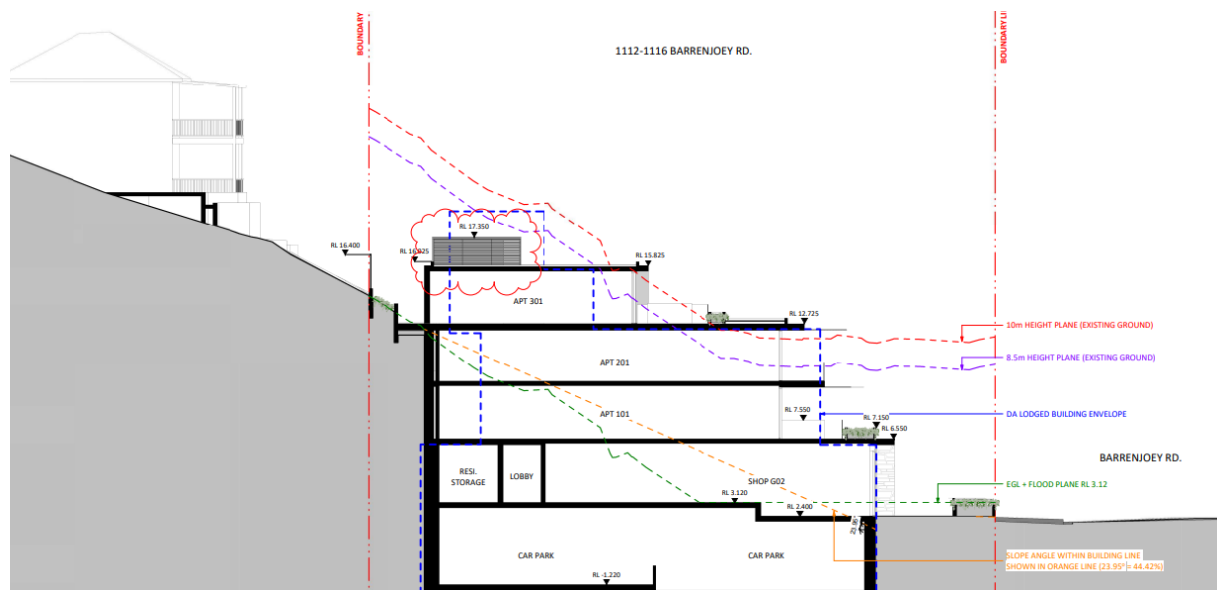 1112-1116 BARRENJOEY RD.
BOUNDARY
BOUNDARY LI
RL 17.350
RL 16.400
RL 15.825
APT 301
RL 12.725
10m HEIGHT PLANE (EXISTING GROUND)
APT 201
8.5m HEIGHT PLANE (EXISTING GROUND)
APT 101
RL 7.550
RL 7.150
DA LODGED BUILDING ENVELOPE
RL 6.550
BARRENJOEY RD.
RESI.
STORAGE
LOBBY
SHOP G02
EGL + FLOOD PLANE RL 3.12
RL 3.120
RL 2.400
23.95°
CAR PARK
CAR PARK
SLOPE ANGLE WITHIN BUILDING LINE
SHOWN IN ORANGE LINE (23.95° = 44.42%)
RL -1.220